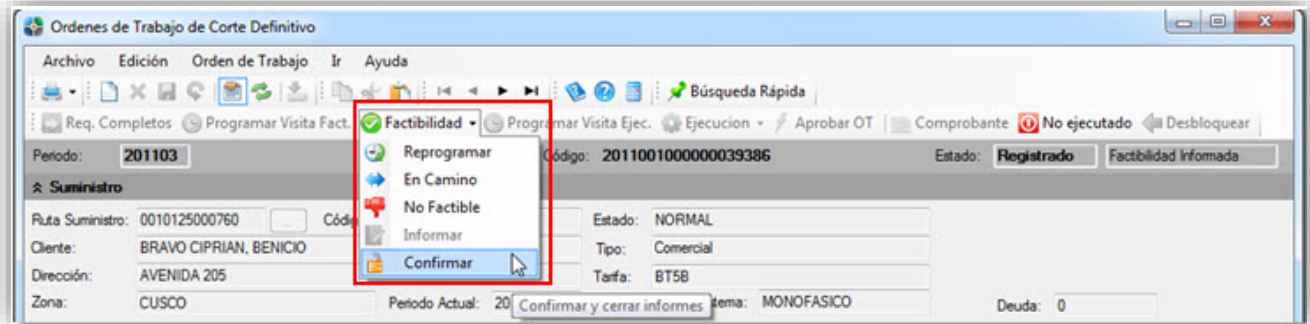 Ordenes de Trabajo de Corte Definitivo
Archivo Edición Orden de Trabajo Ir Ayuda
Búsqueda Rápida
Req. Completos Programar Visita Fact. Factibilidad Programar Visita Ejec. Ejecucion Aprobar OT Comprobante No ejecutado Desbloquear
Periodo: 201103 Código: 2011001000000039386 Estado: Registrado Factibilidad Informada
Reprogramar
En Camino
No Factible
Informar
Confirmar
Confirmar y cerrar informes
Suministro
Ruta Suministro: 0010125000760 ... Estado: NORMAL
Cliente: BRAVO CIPRIAN, BENICIO Tipo: Comercial
Dirección: AVENIDA 205 Tarifa: BT5B
Zona: CUSCO Periodo Actual: 20 MONOFASICO Deuda: 0